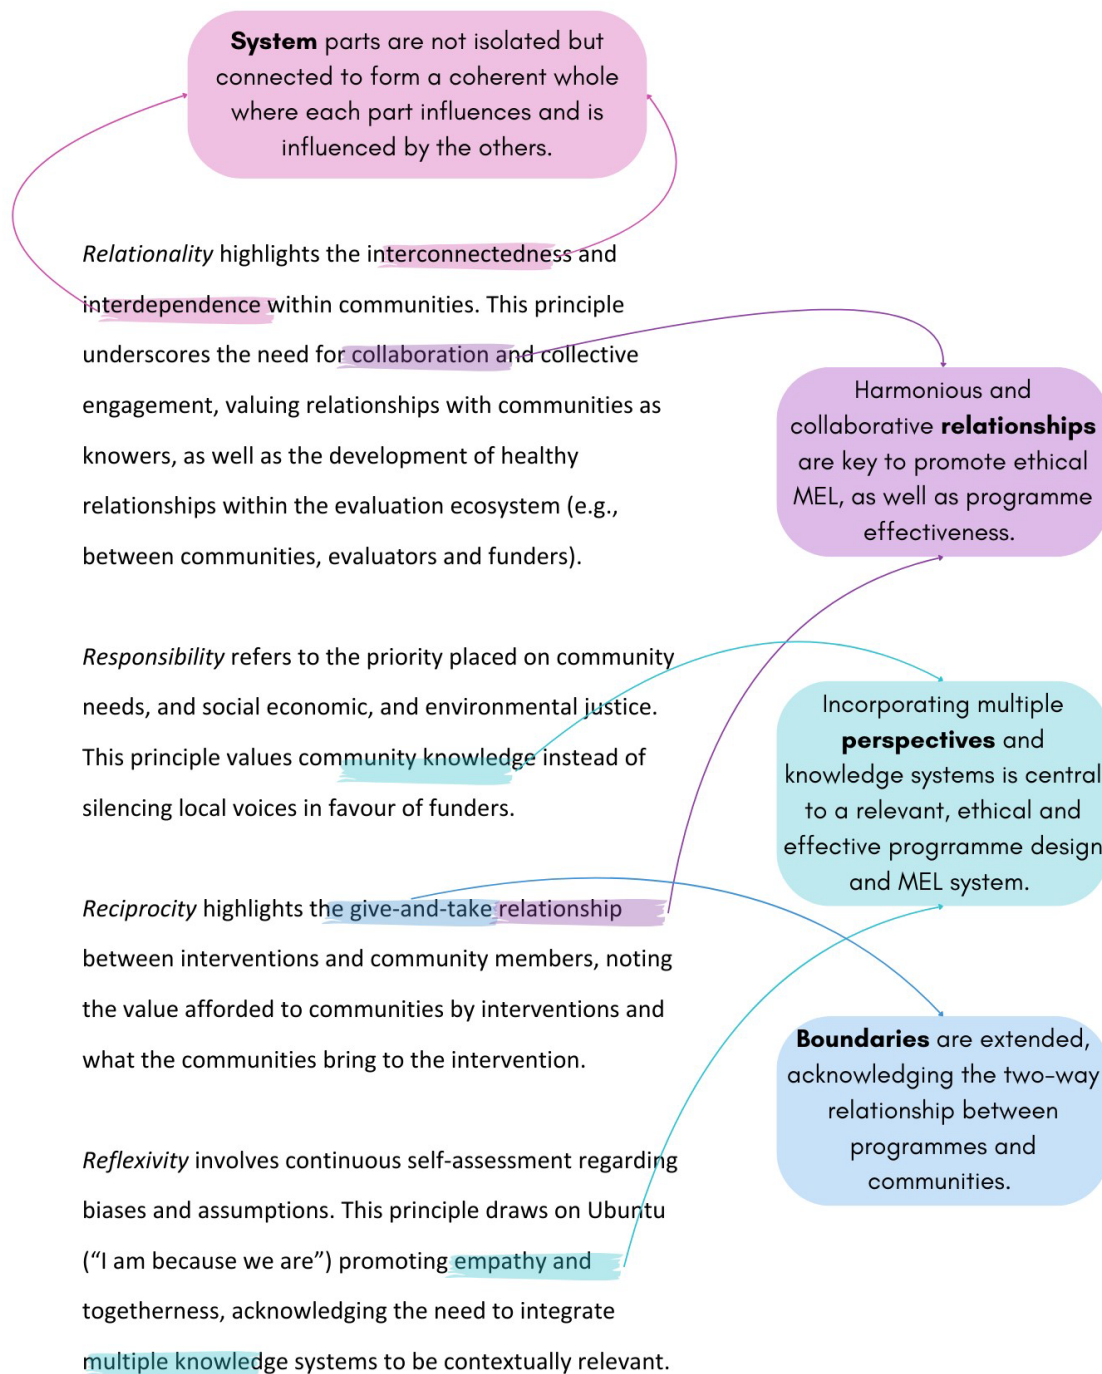 System parts are not isolated but
connected to form a coherent whole
where each part influences and is
influenced by the others.
Relationality highlights the interconnectedness and
interdependence within communities. This principle
underscores the need for collaboration and collective
engagement, valuing relationships with communities as
knowers, as well as the development of healthy
relationships within the evaluation ecosystem (e.g.,
between communities, evaluators and funders).
Harmonious and
collaborative relationships
are key to promote ethical
MEL, as well as programme
effectiveness.
Responsibility refers to the priority placed on community
needs, and social economic, and environmental justice.
This principle values community knowledge instead of
silencing local voices in favour of funders.
Incorporating multiple
perspectives and
knowledge systems is central
to a relevant, ethical and
effective progrramme design
and MEL system.
Reciprocity highlights the give-and-take relationship
between interventions and community members, noting
the value afforded to communities by interventions and
what the communities bring to the intervention.
Boundaries are extended,
acknowledging the two-way
relationship between
programmes and
communities.
Reflexivity involves continuous self-assessment regarding
biases and assumptions. This principle draws on Ubuntu
(“I am because we are”) promoting empathy and
togetherness, acknowledging the need to integrate
multiple knowledge systems to be contextually relevant.